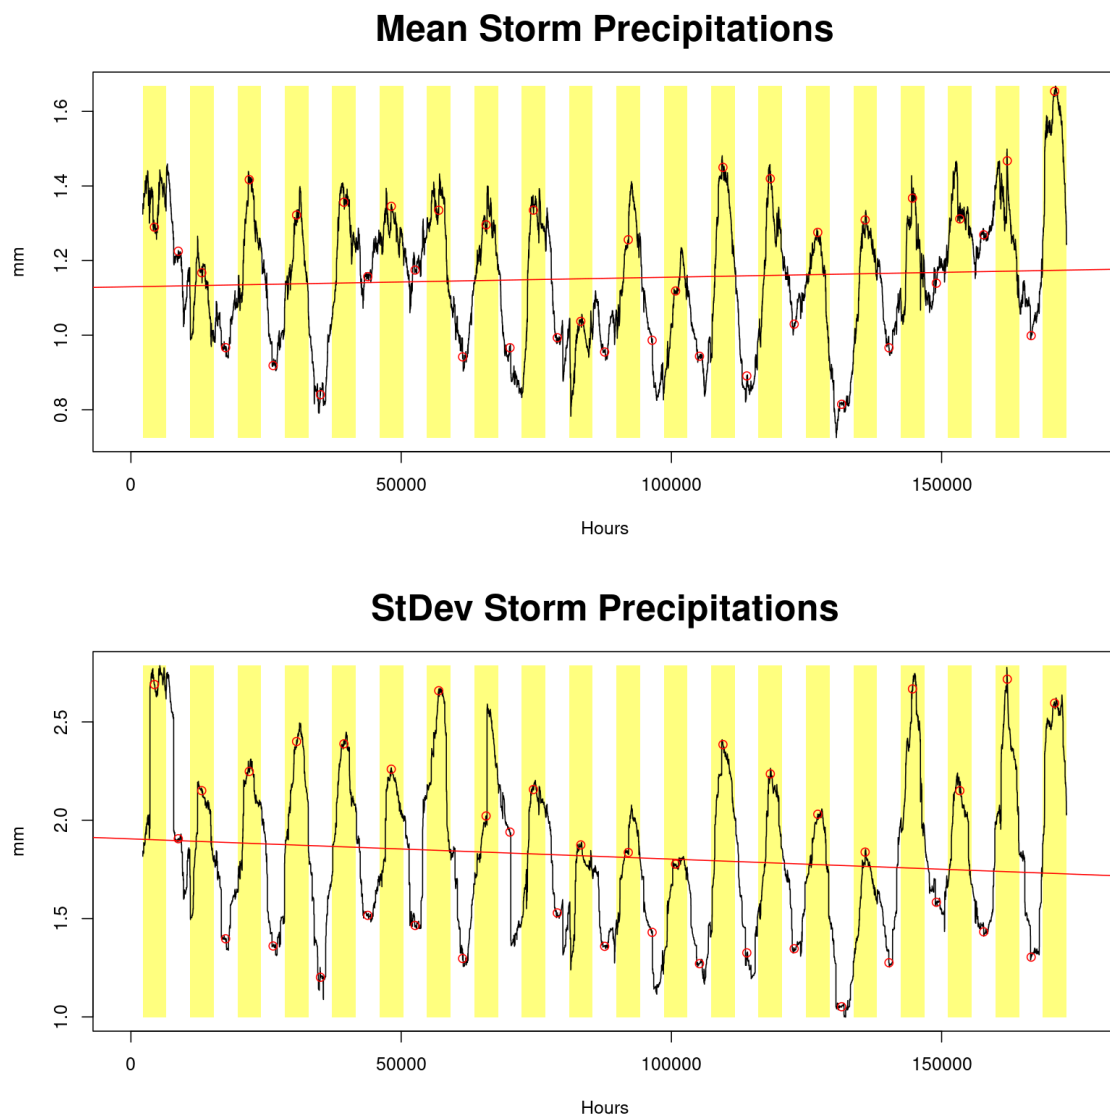 Mean Storm Precipitations
mm
0.8 1.0 1.2 1.4 1.6
0 50000 100000 150000
Hours
StDev Storm Precipitations
mm
1.0 1.5 2.0 2.5
0 50000 100000 150000
Hours